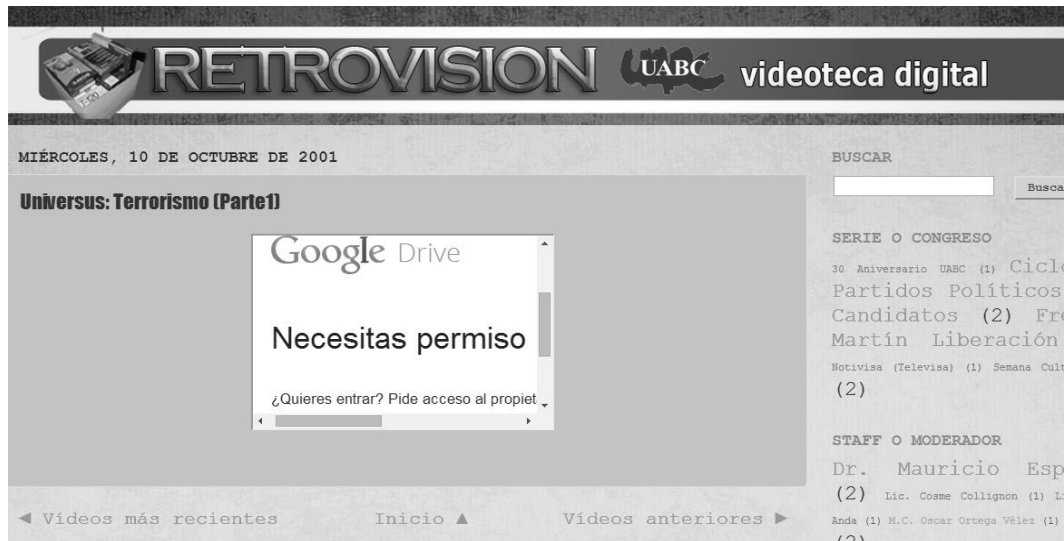 RETROVISION UABC videoteca digital
MIÉRCOLES, 10 DE OCTUBRE DE 2001
Universus: Terrorismo (Parte1)
Google Drive
Necesitas permiso
¿Quieres entrar? Pide acceso al propiet
◄ Vídeos más recientes Inicio ▲ Vídeos anteriores ►
BUSCAR
Busca
SERIE O CONGRESO
30 Aniversario UABC (1) Ciclo
Partidos Políticos
Candidatos (2) Fre
Martín Liberación
Notivisa (Televisa) (1) Semana Cult
(2)
STAFF O MODERADOR
Dr. Mauricio Esp
(2) Lic. Cosme Collignon (1) Li
Anda (1) M.C. Oscar Ortega Vélez (1)